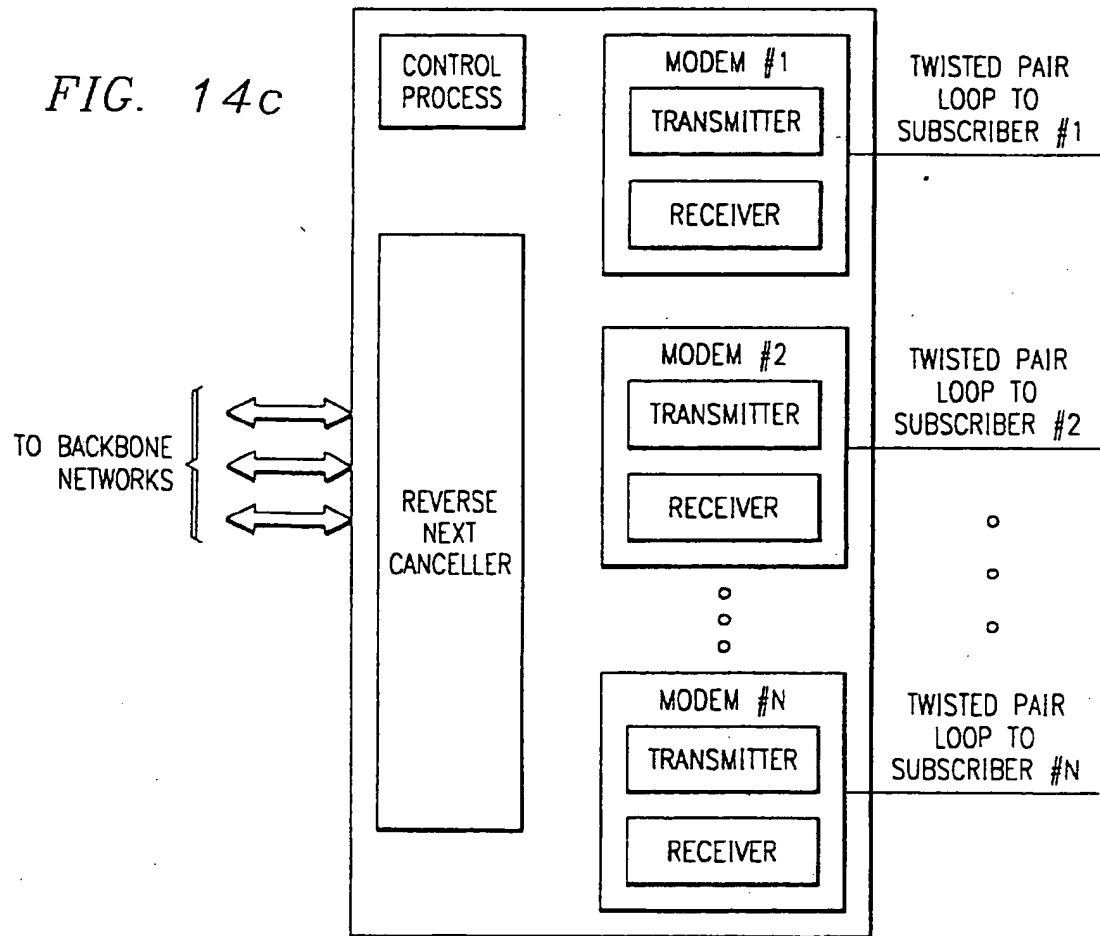 FIG. 14c
CONTROL
PROCESS
MODEM #1
TRANSMITTER
RECEIVER
TWISTED PAIR
LOOP TO
SUBSCRIBER #1
MODEM #2
TRANSMITTER
RECEIVER
TWISTED PAIR
LOOP TO
SUBSCRIBER #2
TO BACKBONE
NETWORKS
REVERSE
NEXT
CANCELLER
MODEM #N
TRANSMITTER
RECEIVER
TWISTED PAIR
LOOP TO
SUBSCRIBER #N